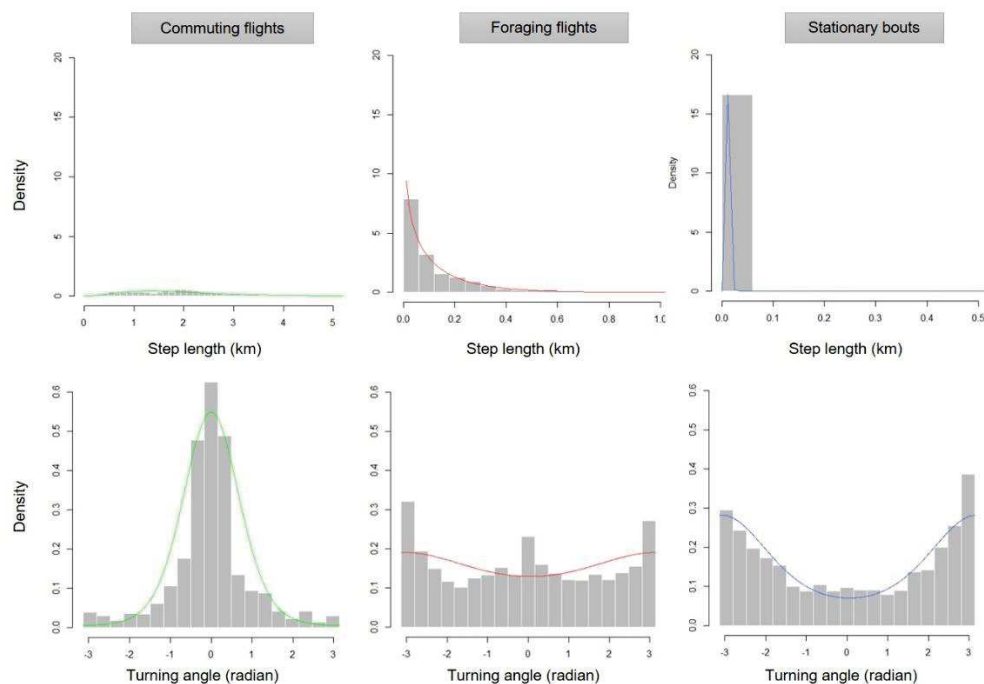 Commuting flights
Foraging flights
Stationary bouts
Density
20
15
10
5
0
0 1 2 3 4 5
Step length (km)
20
15
10
5
0
0.0 0.2 0.4 0.6 0.8 1.0
Step length (km)
Density
20
15
10
5
0
0.0 0.1 0.2 0.3 0.4 0.5
Step length (km)
Density
0.6
0.5
0.4
0.3
0.2
0.1
0.0
-3 -2 -1 0 1 2 3
Turning angle (radian)
0.6
0.5
0.4
0.3
0.2
0.1
0.0
-3 -2 -1 0 1 2 3
Turning angle (radian)
0.6
0.5
0.4
0.3
0.2
0.1
0.0
-3 -2 -1 0 1 2 3
Turning angle (radian)